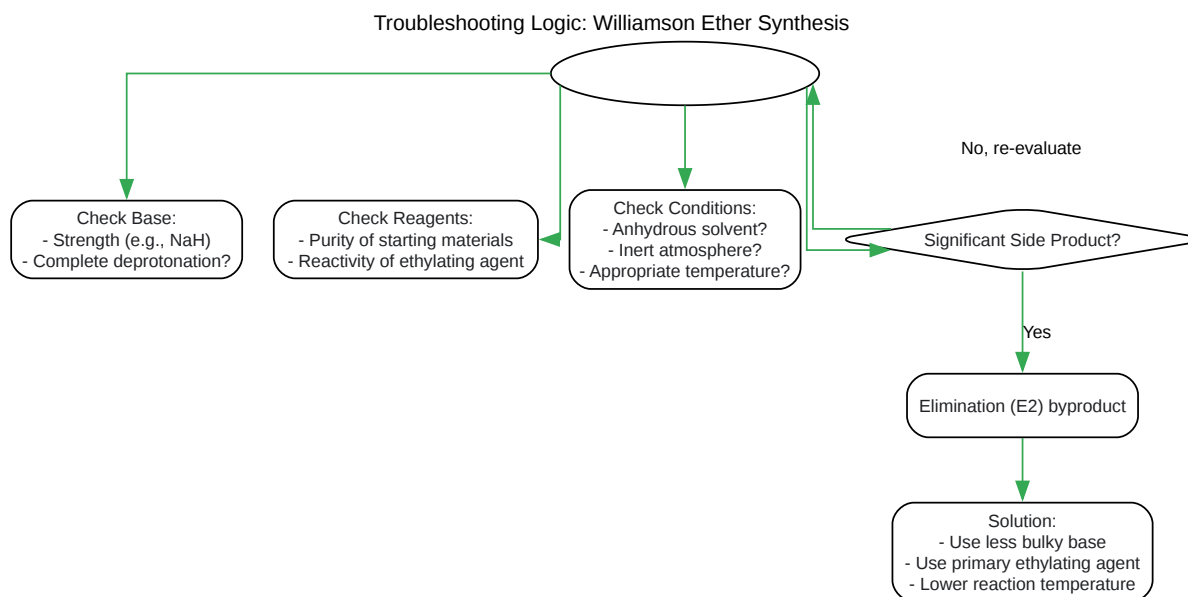 Troubleshooting Logic: Williamson Ether Synthesis
No, re-evaluate
Check Base:
- Strength (e.g., NaH)
- Complete deprotonation?
Check Reagents:
- Purity of starting materials
- Reactivity of ethylating agent
Check Conditions:
- Anhydrous solvent?
- Inert atmosphere?
- Appropriate temperature?
Significant Side Product?
Yes
Elimination (E2) byproduct
Solution:
- Use less bulky base
- Use primary ethylating agent
- Lower reaction temperature